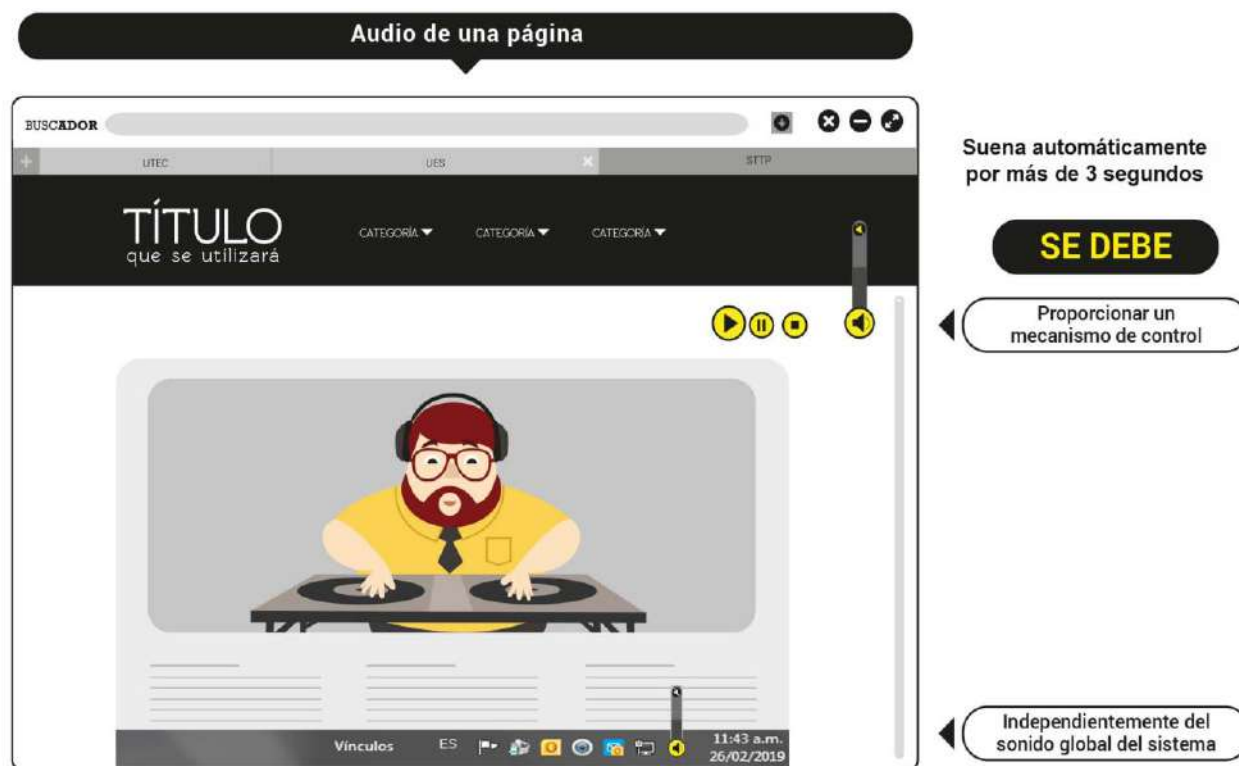 Audio de una página
BUSCADOR
UTEC
UES
STTP
Suena automáticamente
por más de 3 segundos
TÍTULO
que se utilizará
CATEGORÍA
CATEGORÍA
CATEGORÍA
SE DEBE
Proporcionar un
mecanismo de control
Vínculos
ES
11:43 a.m.
26/02/2019
Independientemente del
sonido global del sistema